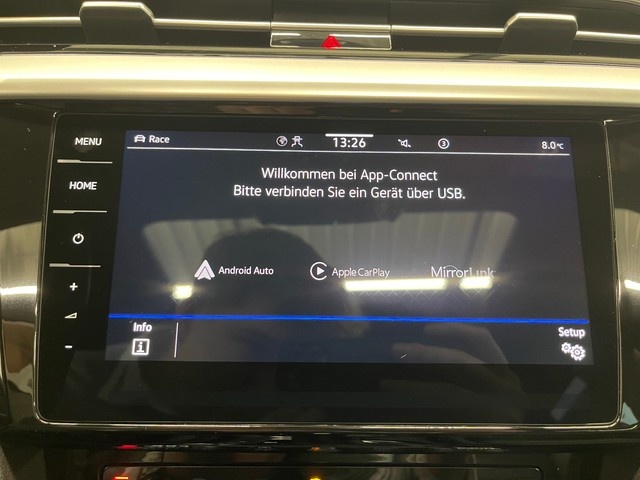 MENU
HOME
+
-
Race
13:26
3
8.0°C
Willkommen bei App-Connect
Bitte verbinden Sie ein Gerät über USB.
Android Auto
Apple CarPlay
MirrorLink
Info
i
Setup